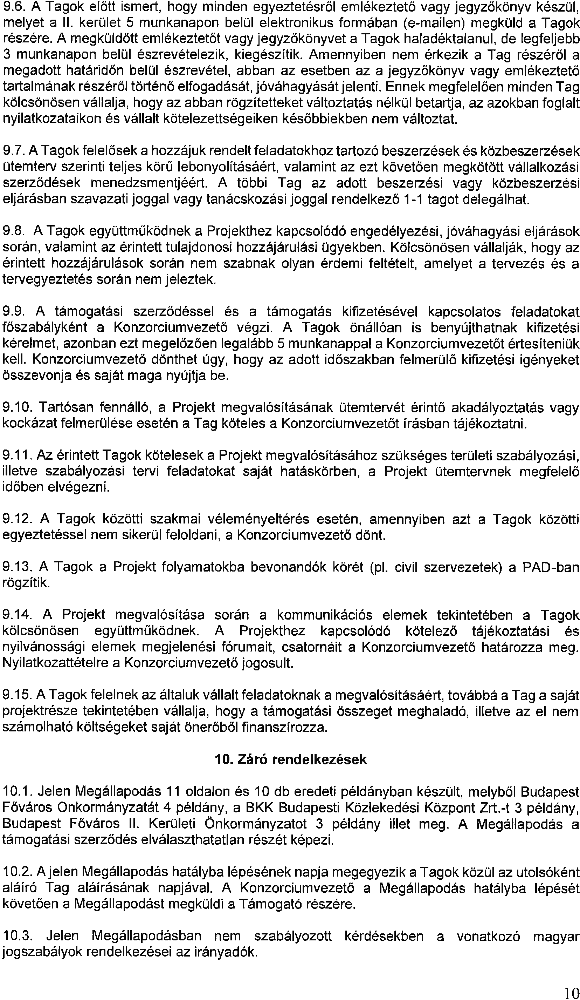 9.6. A Tagok előtt ismert, hogy minden egyeztetésről emlékeztető vagy jegyzőkönyv készül,
melyet a II. kerület 5 munkanapon belül elektronikus formában (e-mailen) megküld a Tagok
részére. A megküldött emlékeztetőt vagy jegyzőkönyvet a Tagok haladéktalanul, de legfeljebb
3 munkanapon belül észrevételezik, kiegészítik. Amennyiben nem érkezik a Tag részéről a
megadott határidőn belül észrevétel, abban az esetben az a jegyzőkönyv vagy emlékeztető
tartalmának részéről történő elfogadását, jóváhagyását jelenti. Ennek megfelelően minden Tag
kölcsönösen vállalja, hogy az abban rögzítetteket változtatás nélkül betartja, az azokban foglalt
nyilatkozataikon és vállalt kötelezettségeiken későbbiekben nem változtat.
9.7. A Tagok felelősek a hozzájuk rendelt feladatokhoz tartozó beszerzések és közbeszerzések
ütemterv szerinti teljes körű lebonyolításáért, valamint az ezt követően megkötött vállalkozási
szerződések menedzsmentjéért. A többi Tag az adott beszerzési vagy közbeszerzési
eljárásban szavazati joggal vagy tanácskozási joggal rendelkező 1-1 tagot delegálhat.
9.8. A Tagok együttműködnek a Projekthez kapcsolódó engedélyezési, jóváhagyási eljárások
során, valamint az érintett tulajdonosi hozzájárulási ügyekben. Kölcsönösen vállalják, hogy az
érintett hozzájárulások során nem szabnak olyan érdemi feltételt, amelyet a tervezés és a
tervegyeztetés során nem jeleztek.
9.9. A támogatási szerződéssel és a támogatás kifizetésével kapcsolatos feladatokat
főszabályként a Konzorciumvezető végzi. A Tagok önállóan is benyújthatnak kifizetési
kérelmet, azonban ezt megelőzően legalább 5 munkanappal a Konzorciumvezetőt értesíteniük
kell. Konzorciumvezető dönthet úgy, hogy az adott időszakban felmerülő kifizetési igényeket
összevonja és saját maga nyújtja be.
9.10. Tartósan fennálló, a Projekt megvalósításának ütemtervét érintő akadályoztatás vagy
kockázat felmerülése esetén a Tag köteles a Konzorciumvezetőt írásban tájékoztatni.
9.11. Az érintett Tagok kötelesek a Projekt megvalósításához szükséges területi szabályozási,
illetve szabályozási tervi feladatokat saját hatáskörben, a Projekt ütemtervnek megfelelő
időben elvégezni.
9.12. A Tagok közötti szakmai véleményeltérés esetén, amennyiben azt a Tagok közötti
egyeztetéssel nem sikerül feloldani, a Konzorciumvezető dönt.
9.13. A Tagok a Projekt folyamatokba bevonandók körét (pl. civil szervezetek) a PAD-ban
rögzítik.
9.14. A Projekt megvalósítása során a kommunikációs elemek tekintetében a Tagok
kölcsönösen együttműködnek. A Projekthez kapcsolódó kötelező tájékoztatási és
nyilvánossági elemek megjelenési fórumait, csatornáit a Konzorciumvezető határozza meg.
Nyilatkozattételre a Konzorciumvezető jogosult.
9.15. A Tagok felelnek az általuk vállalt feladatoknak a megvalósításáért, továbbá a Tag a saját
projektrésze tekintetében vállalja, hogy a támogatási összeget meghaladó, illetve az el nem
számolható költségeket saját önerőből finanszírozza.
10. Záró rendelkezések
10.1. Jelen Megállapodás 11 oldalon és 10 db eredeti példányban készült, melyből Budapest
Főváros Onkormányzatát 4 példány, a BKK Budapesti Közlekedési Központ Zrt.-t 3 példány,
Budapest Főváros II. Kerületi Önkormányzatot 3 példány illet meg. A Megállapodás a
támogatási szerződés elválaszthatatlan részét képezi.
10.2. A jelen Megállapodás hatályba lépésének napja megegyezik a Tagok közül az utolsóként
aláíró Tag aláírásának napjával. A Konzorciumvezető a Megállapodás hatályba lépését
követően a Megállapodást megküldi a Támogató részére.
10.3. Jelen Megállapodásban nem szabályozott kérdésekben a vonatkozó magyar
jogszabályok rendelkezései az irányadók.
10